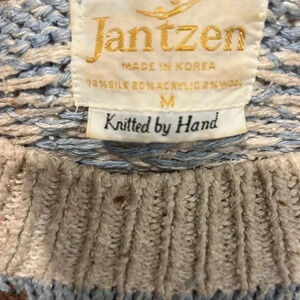 Jantzen
MADE IN KOREA
78% SILK 20% ACRYLIC 2% WOOL
M
Knitted by Hand